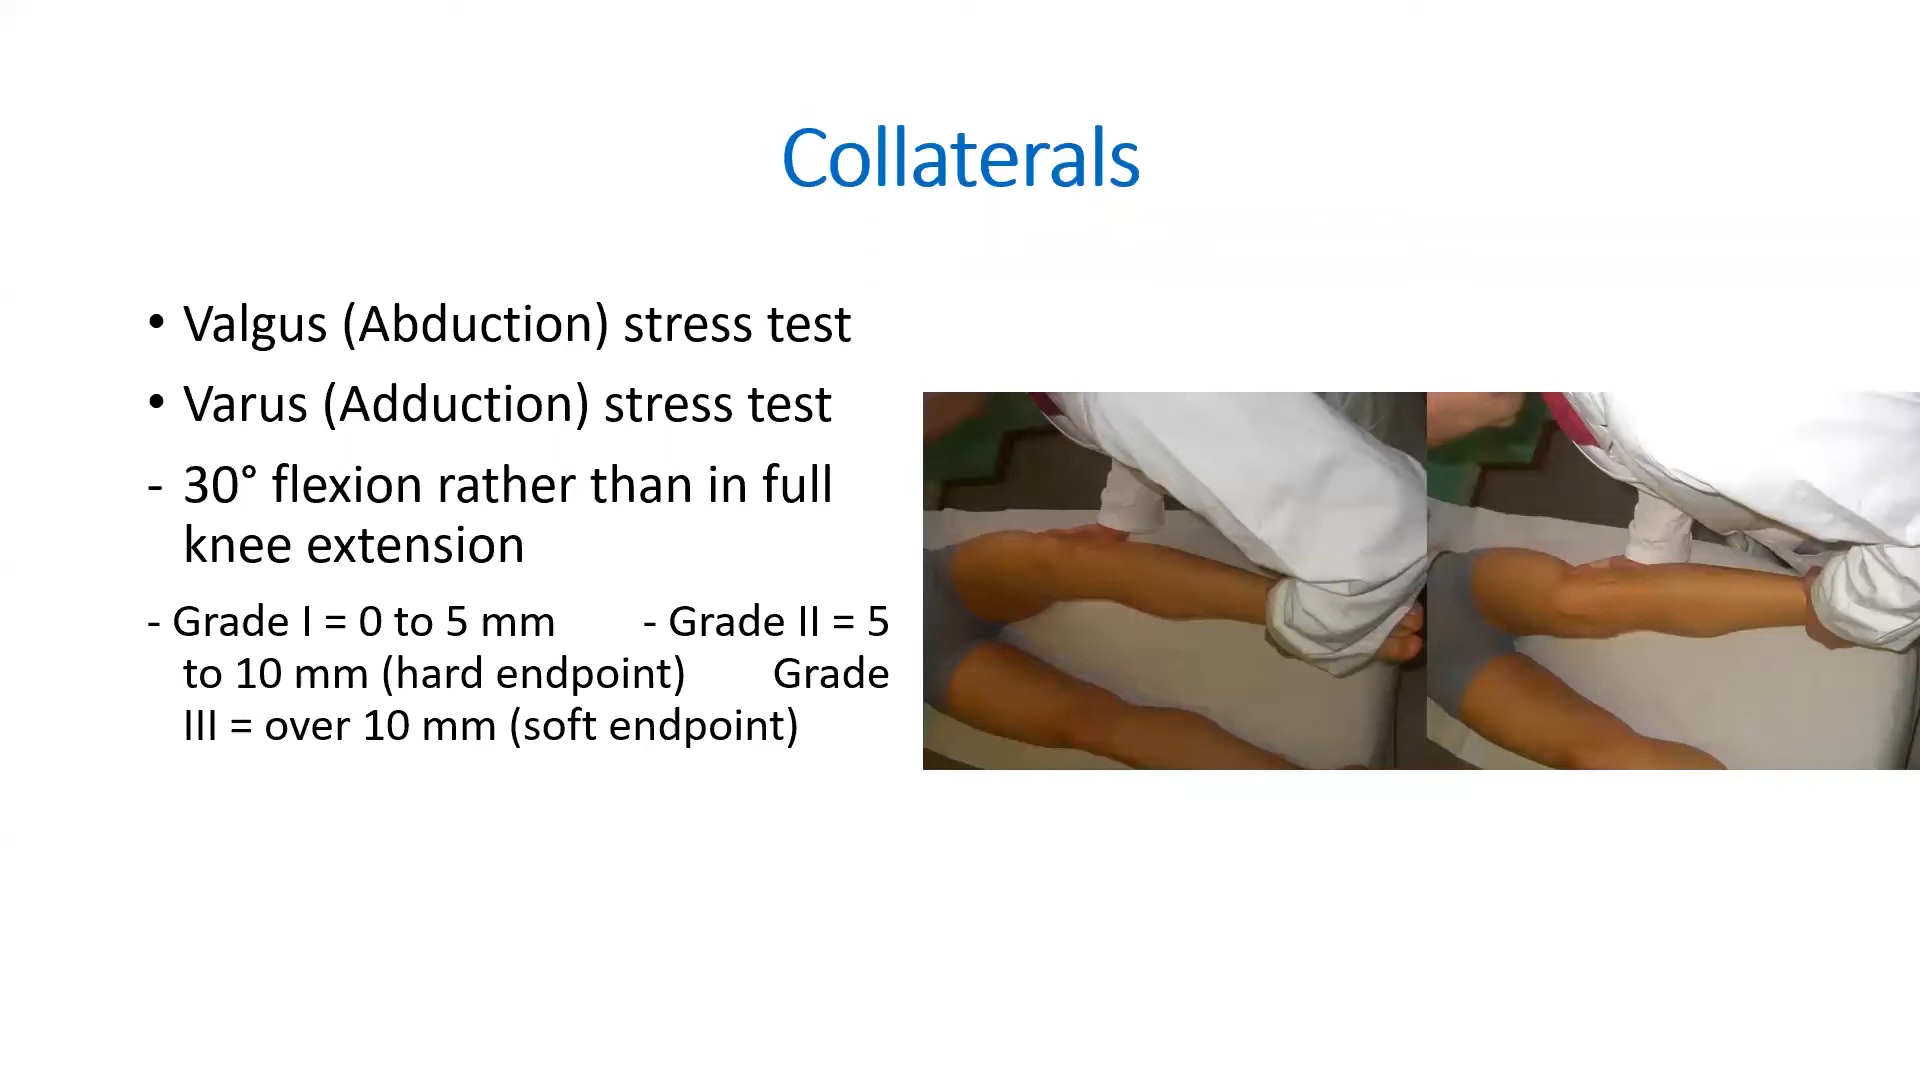 Collaterals
• Valgus (Abduction) stress test
• Varus (Adduction) stress test
- 30° flexion rather than in full
knee extension
- Grade I = 0 to 5 mm - Grade II = 5
to 10 mm (hard endpoint) Grade
III = over 10 mm (soft endpoint)